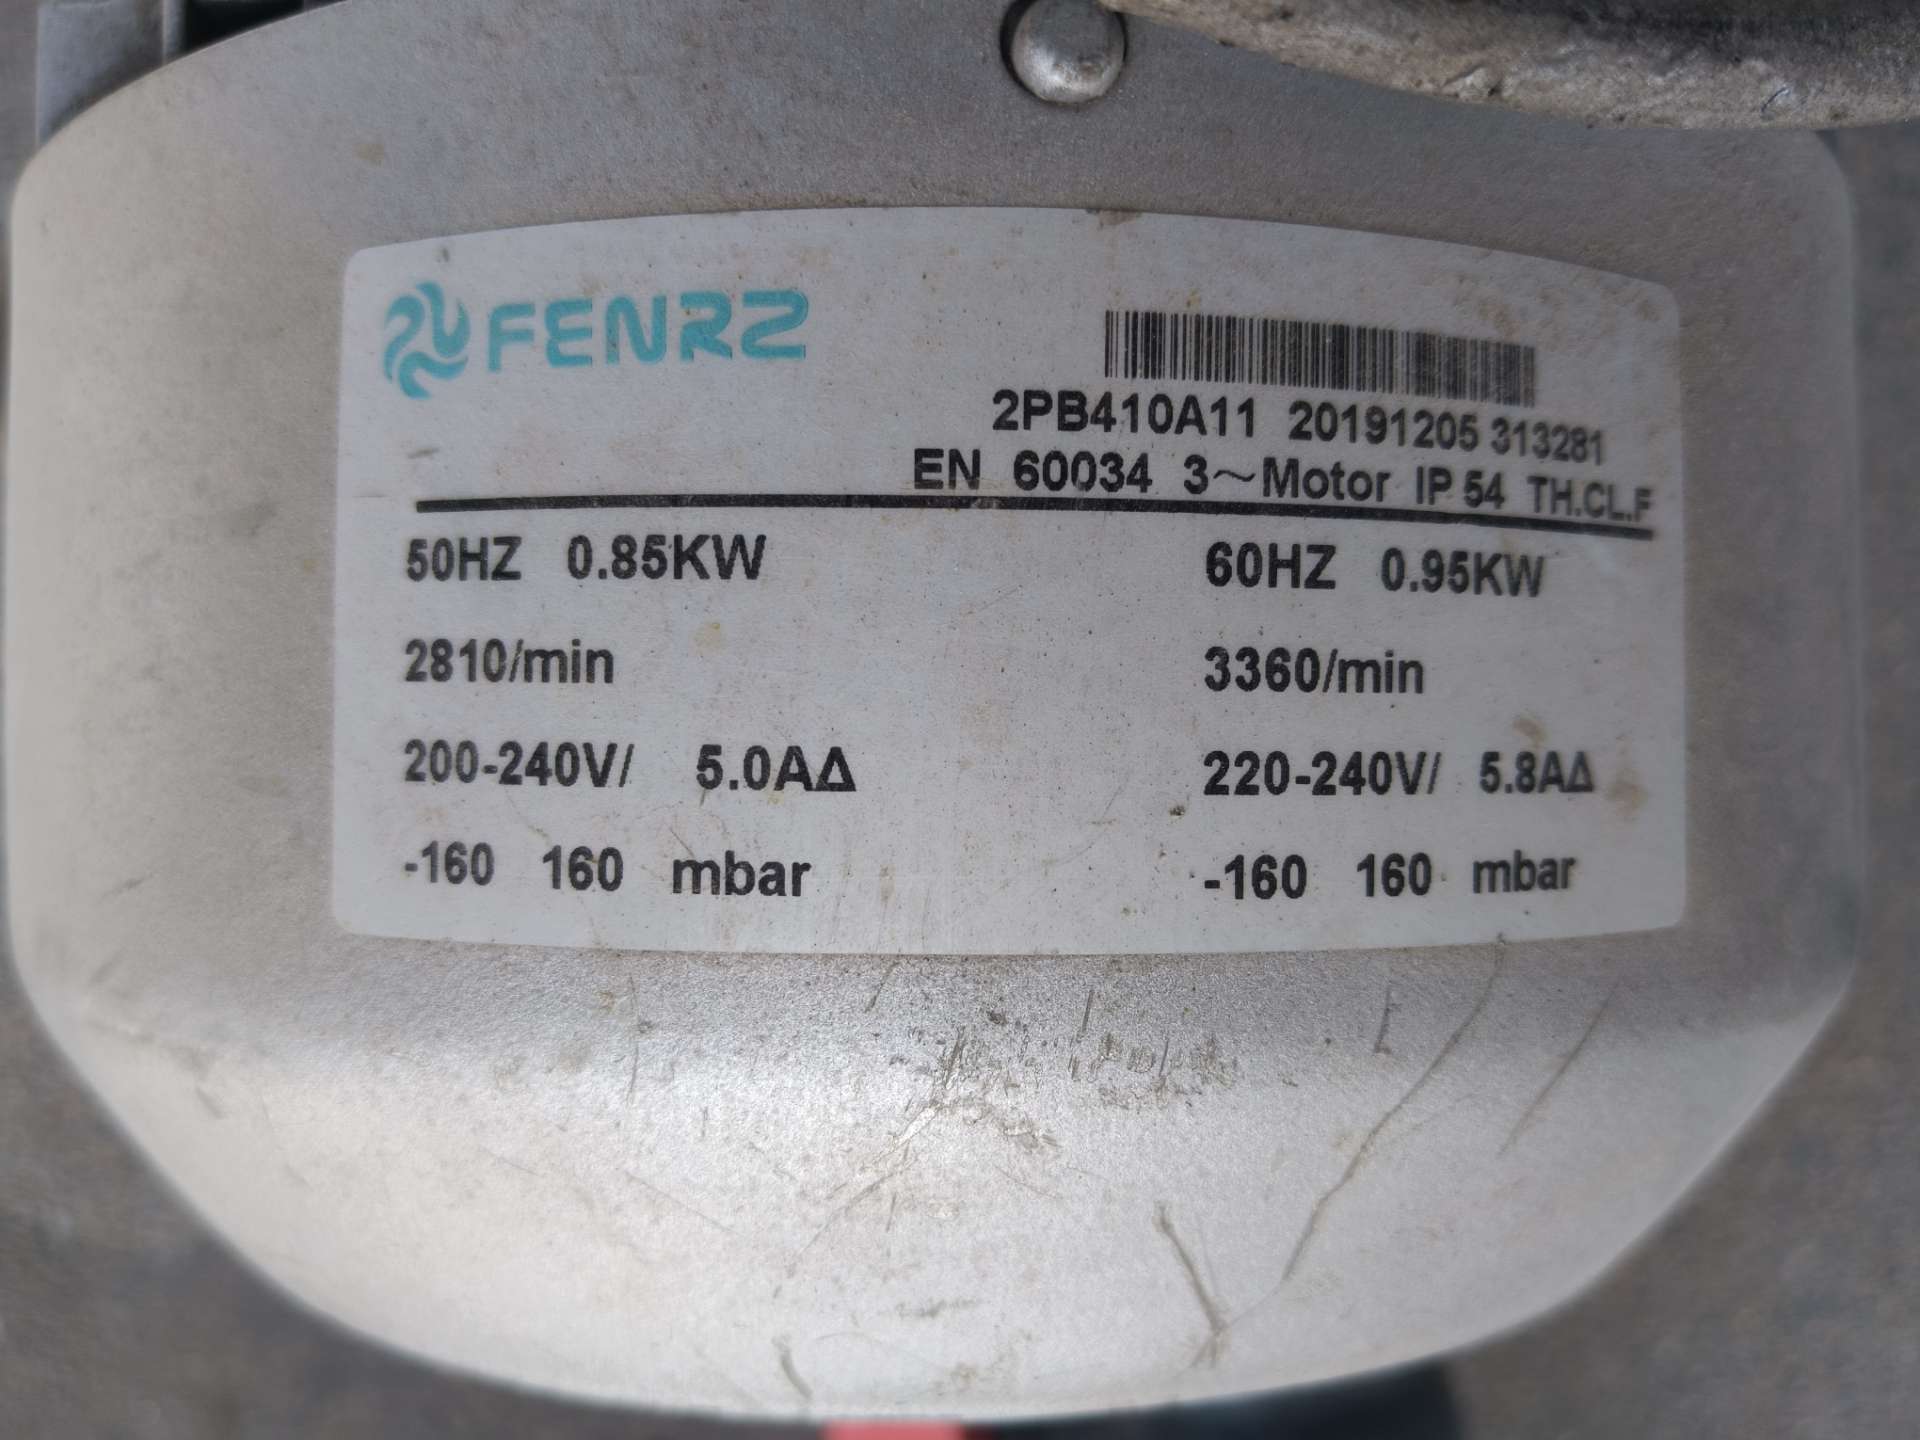 FENRZ
2PB410A11 20191205 313281
EN 60034 3~Motor IP 54 TH.CL.F
50HZ 0.85KW 60HZ 0.95KW
2810/min 3360/min
200-240V/ 5.0AΔ 220-240V/ 5.8AΔ
-160 160 mbar -160 160 mbar